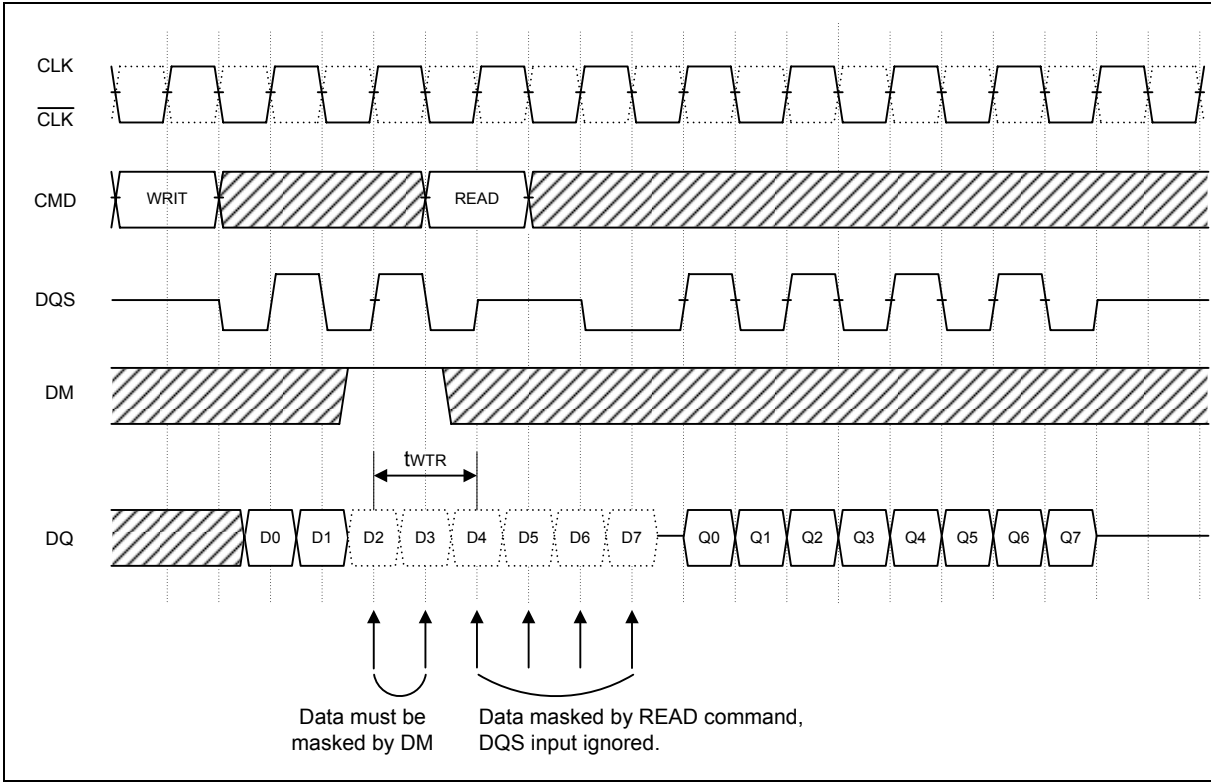 CLK
CLK
CMD WRIT READ
DQS
DM
tWTR
DQ D0 D1 D2 D3 D4 D5 D6 D7 Q0 Q1 Q2 Q3 Q4 Q5 Q6 Q7
Data must be
masked by DM
Data masked by READ command,
DQS input ignored.